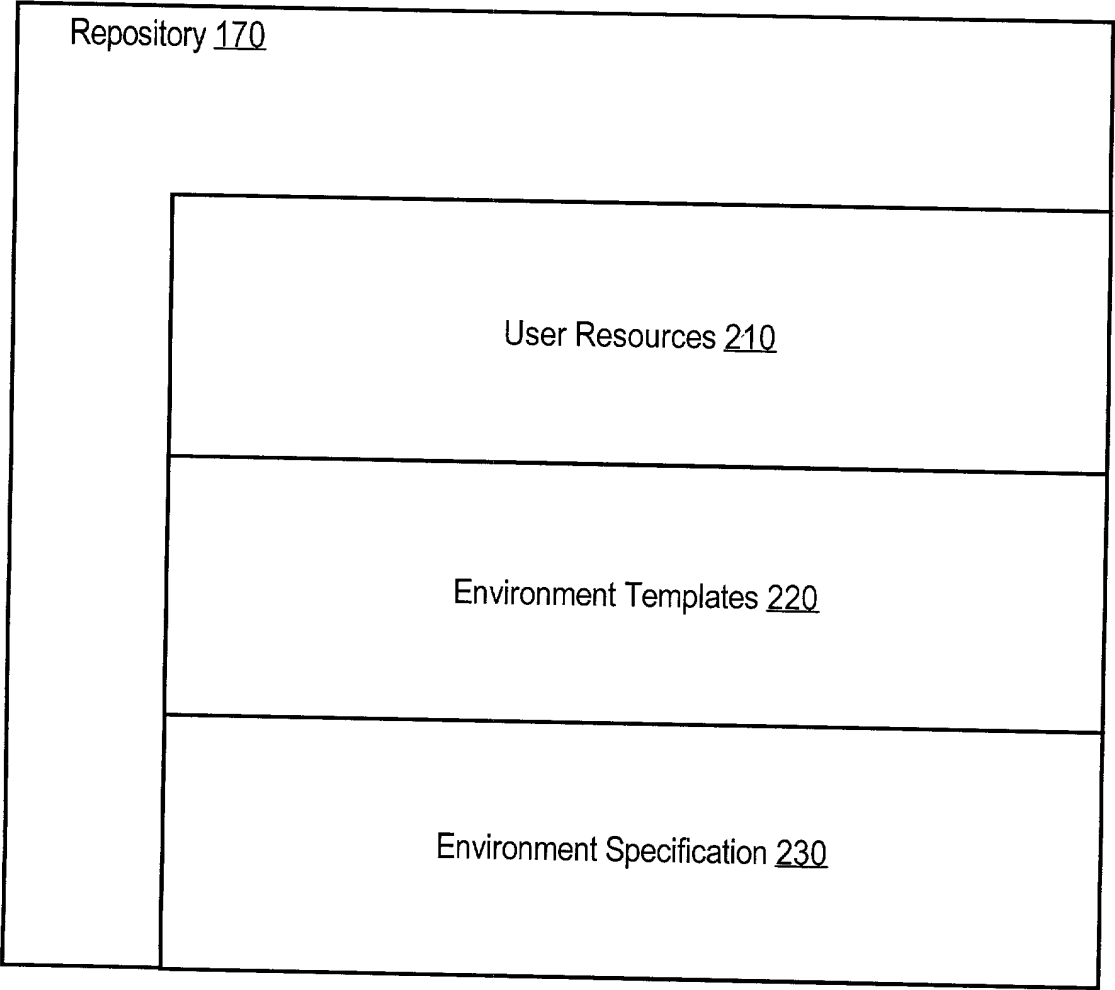 Repository 170
User Resources 210
Environment Templates 220
Environment Specification 230